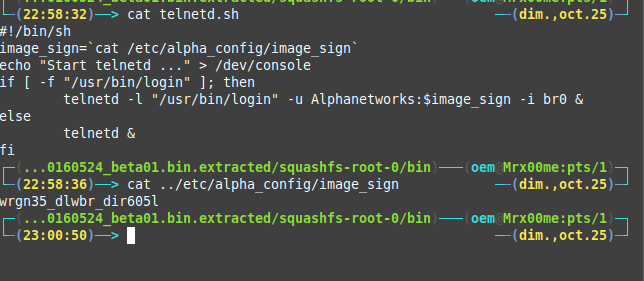 (22:58:32)──> cat telnetd.sh ──(dim.,oct.25)
#!/bin/sh
image_sign=`cat /etc/alpha_config/image_sign`
echo "Start telnetd ..." > /dev/console
if [ -f "/usr/bin/login" ]; then
        telnetd -l "/usr/bin/login" -u Alphanetworks:$image_sign -i br0 &
else
        telnetd &
fi
(...0160524_beta01.bin.extracted/squashfs-root-0/bin)──(oem@Mrx00me:pts/1)
(22:58:36)──> cat ../etc/alpha_config/image_sign ──(dim.,oct.25)
wrgn35_dlwbr_dir605l
(...0160524_beta01.bin.extracted/squashfs-root-0/bin)──(oem@Mrx00me:pts/1)
(23:00:50)──> ──(dim.,oct.25)